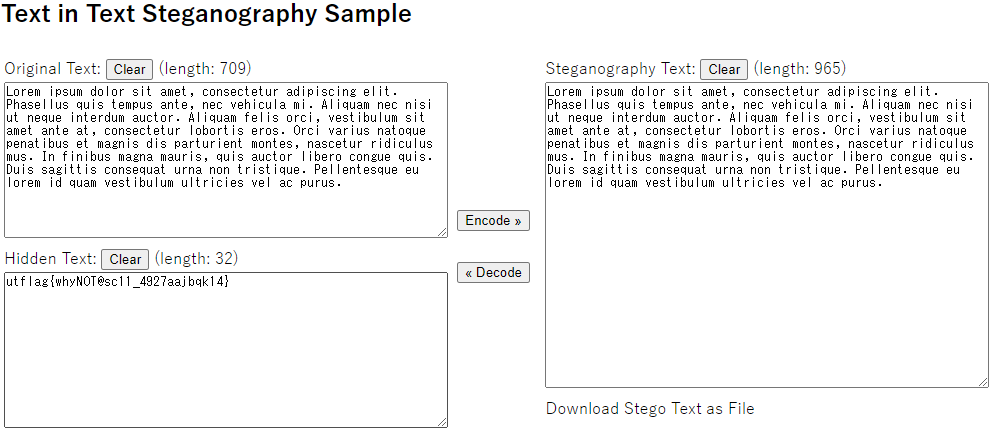 Text in Text Steganography Sample
Original Text: Clear (length: 709)
Lorem ipsum dolor sit amet, consectetur adipiscing elit.
Phasellus quis tempus ante, nec vehicula mi. Aliquam nec nisi
ut neque interdum auctor. Aliquam felis orci, vestibulum sit
amet ante at, consectetur lobortis eros. Orci varius natoque
penatibus et magnis dis parturient montes, nascetur ridiculus
mus. In finibus magna mauris, quis auctor libero congue quis.
Duis sagittis consequat urna non tristique. Pellentesque eu
lorem id quam vestibulum ultricies vel ac purus.
Encode »
Hidden Text: Clear (length: 32)
utflag{whyNOT@sc11_4927aajbqk14}
« Decode
Steganography Text: Clear (length: 965)
Lorem ipsum dolor sit amet, consectetur adipiscing elit.
Phasellus quis tempus ante, nec vehicula mi. Aliquam nec nisi
ut neque interdum auctor. Aliquam felis orci, vestibulum sit
amet ante at, consectetur lobortis eros. Orci varius natoque
penatibus et magnis dis parturient montes, nascetur ridiculus
mus. In finibus magna mauris, quis auctor libero congue quis.
Duis sagittis consequat urna non tristique. Pellentesque eu
lorem id quam vestibulum ultricies vel ac purus.
Download Stego Text as File